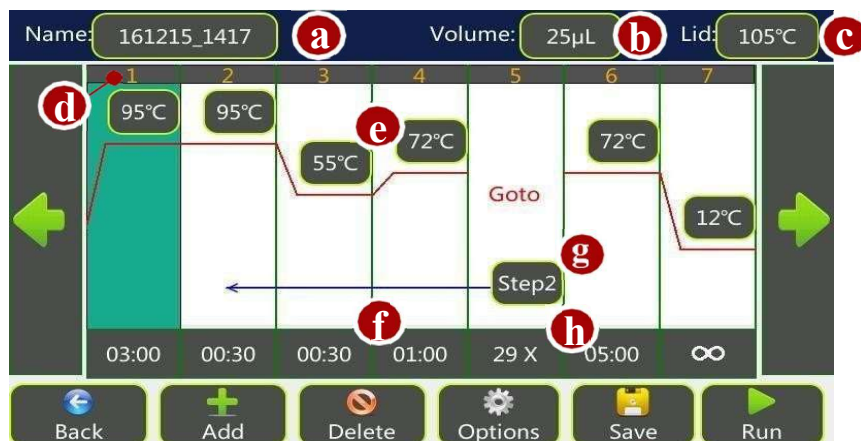 Name: 161215_1417 a Volume: 25μL b Lid: 105℃ c
d 1 2 3 4 5 6 7
95℃ 95℃ 55℃ e 72℃ 72℃
Goto 12℃
g
Step2
f h
03:00 00:30 00:30 01:00 29 X 05:00 ∞
Back Add Delete Options Save Run